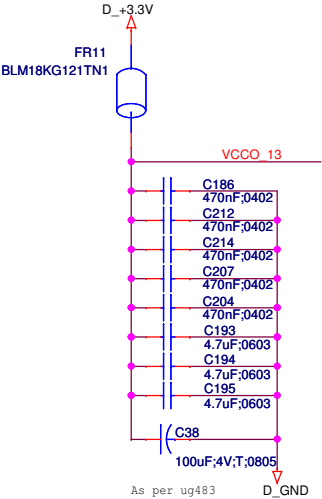 D_+3.3V
FR11
BLM18KG121TN1
VCCO_13
C186
470nF;0402
C212
470nF;0402
C214
470nF;0402
C207
470nF;0402
C204
470nF;0402
C193
4.7uF;0603
C194
4.7uF;0603
C195
4.7uF;0603
C38
100uF;4V;T;0805
As per ug483
D_GND